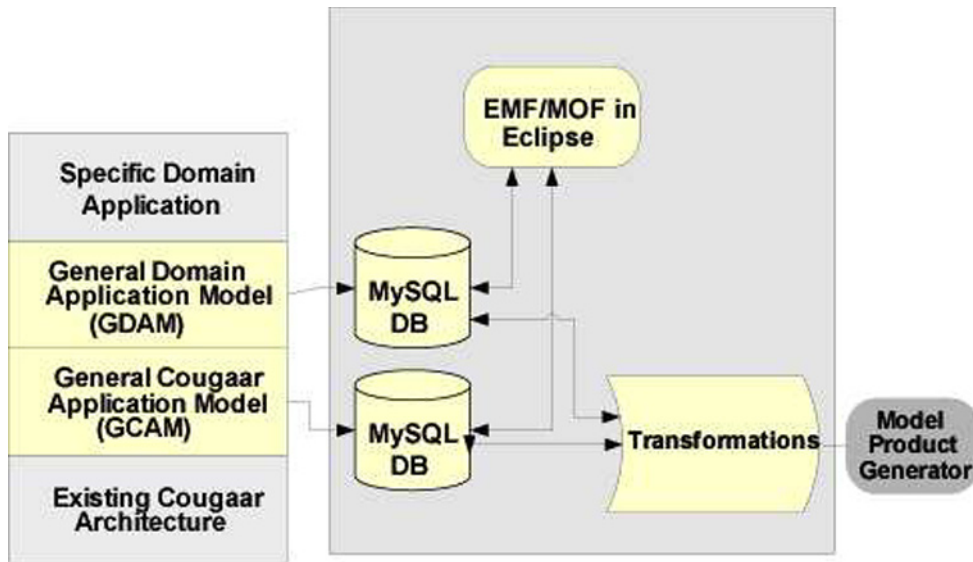 Specific Domain
Application
General Domain
Application Model
(GDAM)
General Cougaar
Application Model
(GCAM)
Existing Cougaar
Architecture
EMF/MOF in
Eclipse
MySQL
DB
MySQL
DB
Transformations
Model
Product
Generator